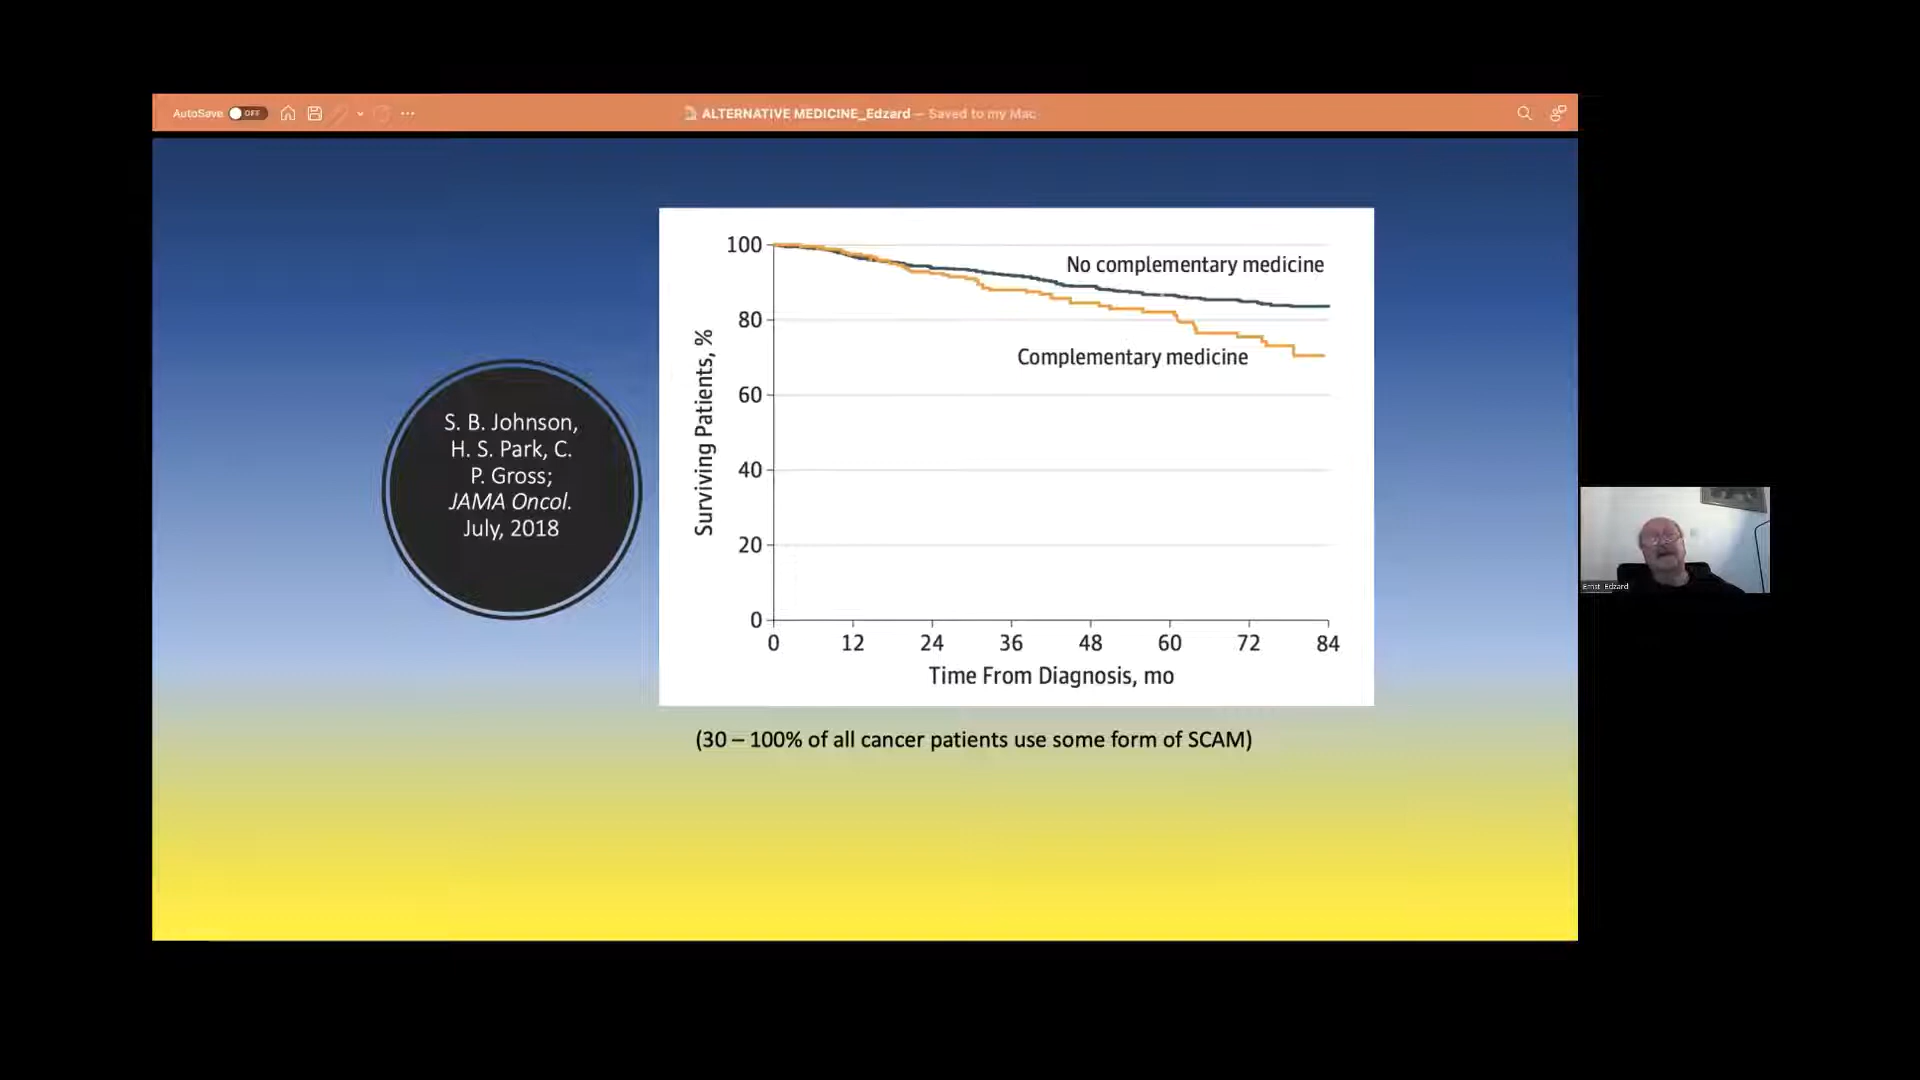 AutoSave OFF
ALTERNATIVE MEDICINE_Edzard — Saved to my Mac
S. B. Johnson,
H. S. Park, C.
P. Gross;
JAMA Oncol.
July, 2018
100
80
60
40
20
0
Surviving Patients, %
No complementary medicine
Complementary medicine
0 12 24 36 48 60 72 84
Time From Diagnosis, mo
(30 – 100% of all cancer patients use some form of SCAM)
Ernst Edzard